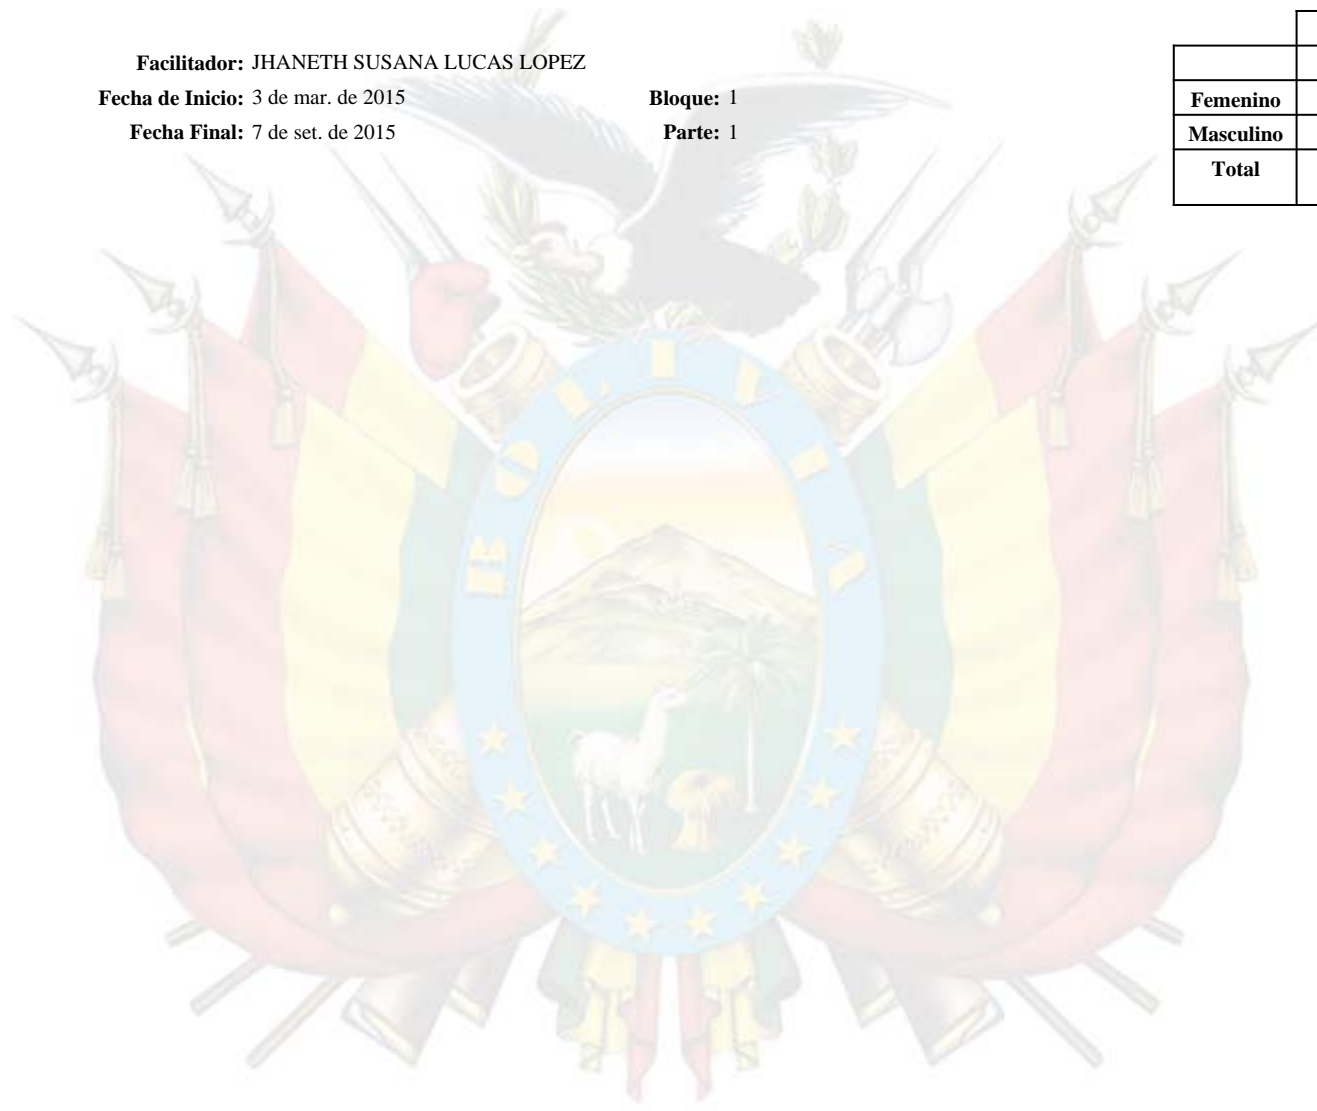 Facilitador: JHANETH SUSANA LUCAS LOPEZ
Fecha de Inicio: 3 de mar. de 2015 Bloque: 1
Fecha Final: 7 de set. de 2015 Parte: 1
Femenino
Masculino
Total
BOLIVIA